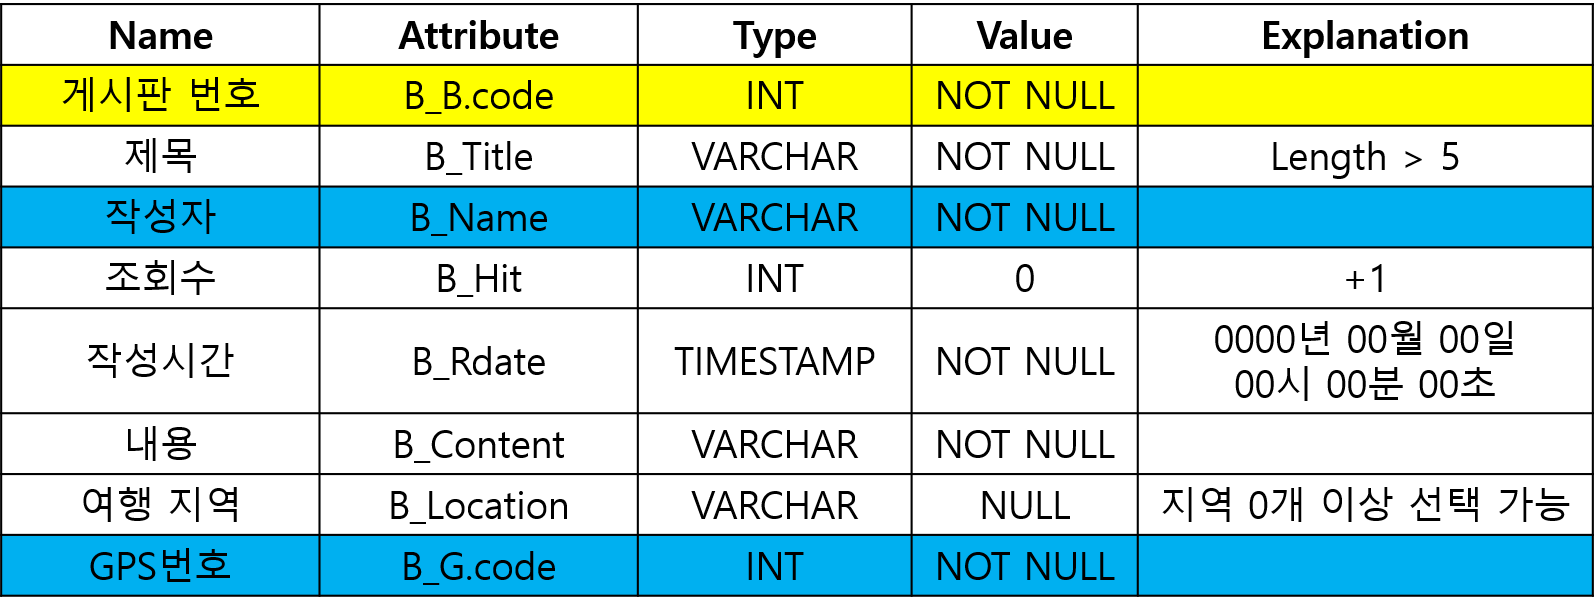 Name Attribute Type Value Explanation
게시판 번호 B_B.code INT NOT NULL
제목 B_Title VARCHAR NOT NULL Length > 5
작성자 B_Name VARCHAR NOT NULL
조회수 B_Hit INT 0 +1
작성시간 B_Rdate TIMESTAMP NOT NULL 0000년 00월 00일
00시 00분 00초
내용 B_Content VARCHAR NOT NULL
여행 지역 B_Location VARCHAR NULL 지역 0개 이상 선택 가능
GPS번호 B_G.code INT NOT NULL